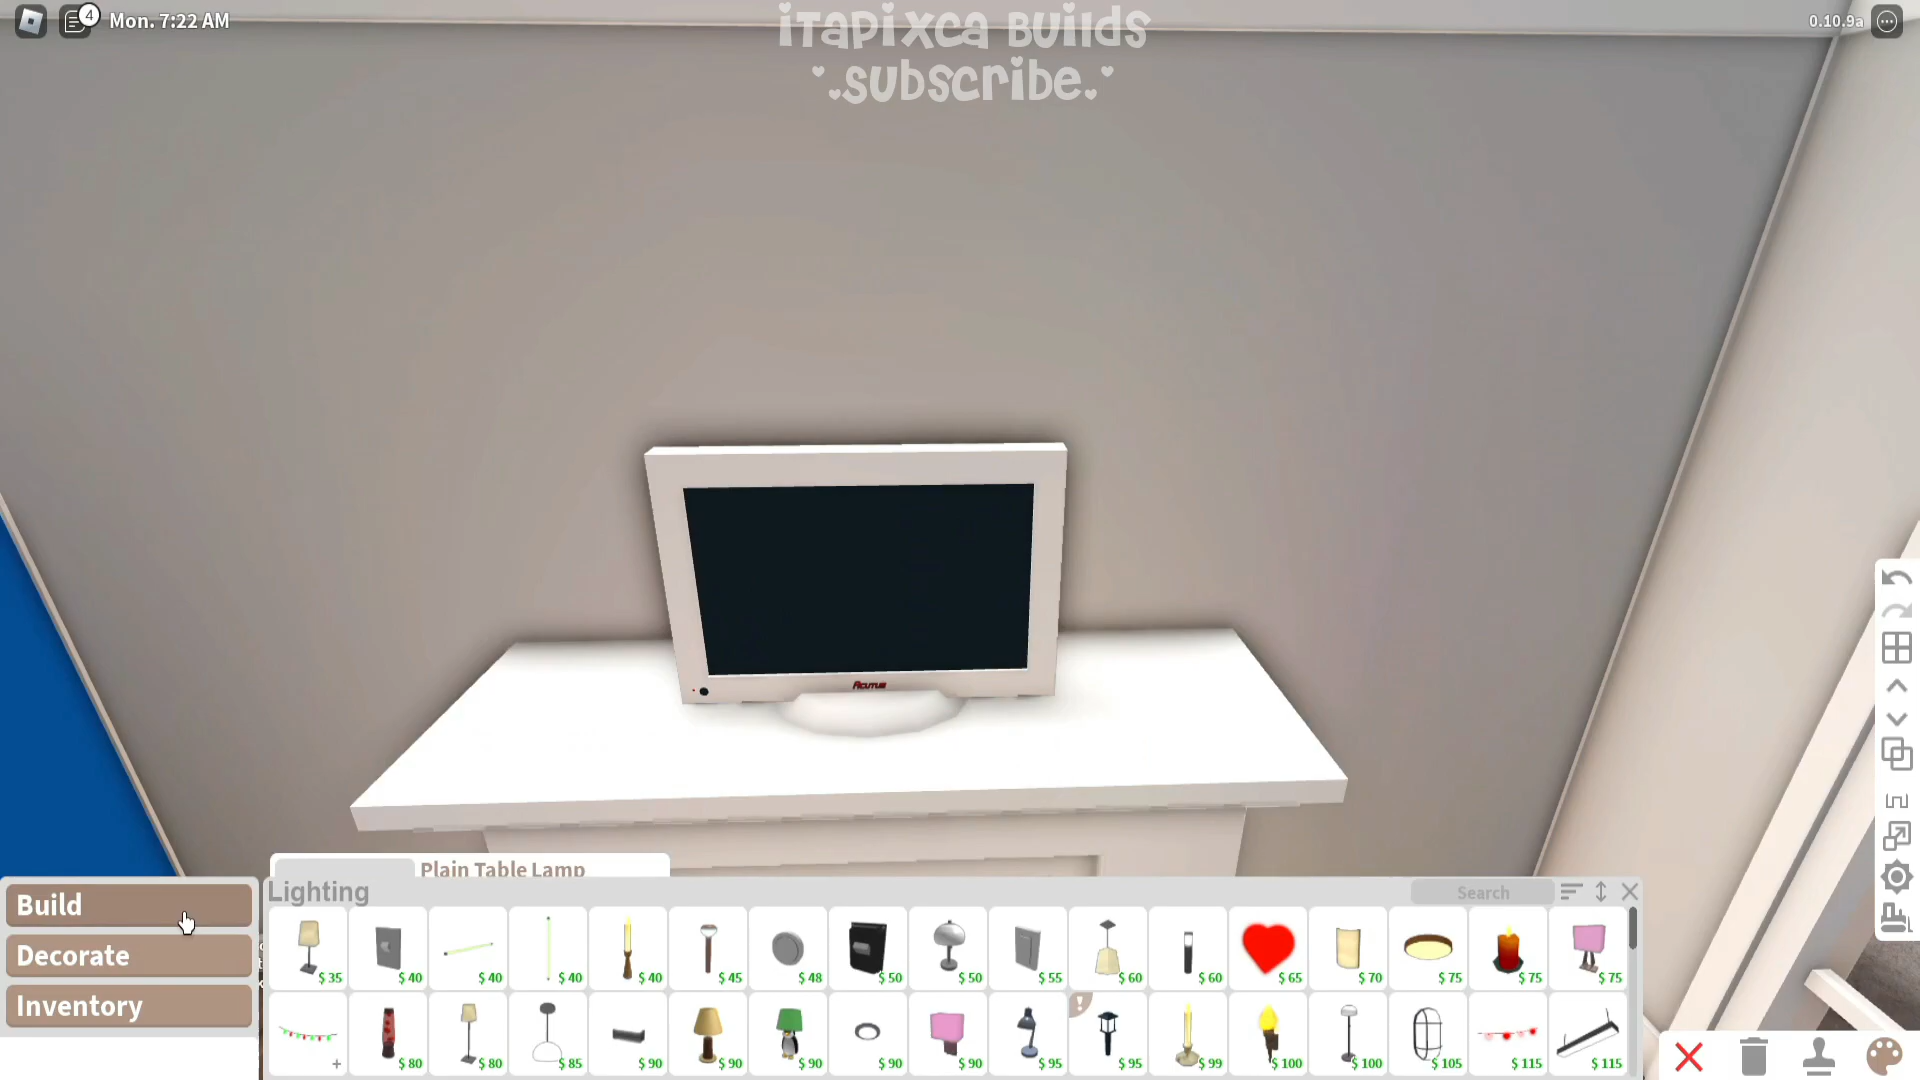 4 Mon. 7:22 AM
itapixca builds
.subscribe.
0.10.9a
Acutus
Plain Table Lamp
Lighting
Search
Build
Decorate
Inventory
$ 35 $ 40 $ 40 $ 40 $ 40 $ 45 $ 48 $ 50 $ 50 $ 55 $ 60 $ 60 $ 65 $ 70 $ 75 $ 75 $ 75
+ $ 80 $ 80 $ 85 $ 90 $ 90 $ 90 $ 90 $ 90 $ 95 $ 95 $ 99 $ 100 $ 100 $ 105 $ 115 $ 115